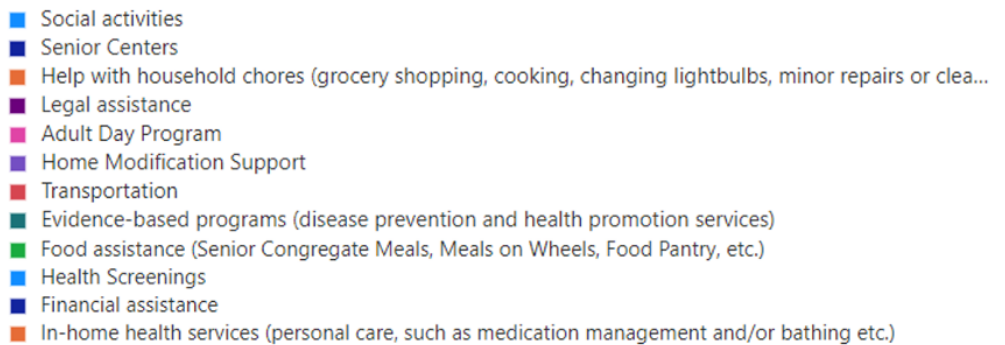 Social activities
Senior Centers
Help with household chores (grocery shopping, cooking, changing lightbulbs, minor repairs or clea...
Legal assistance
Adult Day Program
Home Modification Support
Transportation
Evidence-based programs (disease prevention and health promotion services)
Food assistance (Senior Congregate Meals, Meals on Wheels, Food Pantry, etc.)
Health Screenings
Financial assistance
In-home health services (personal care, such as medication management and/or bathing etc.)